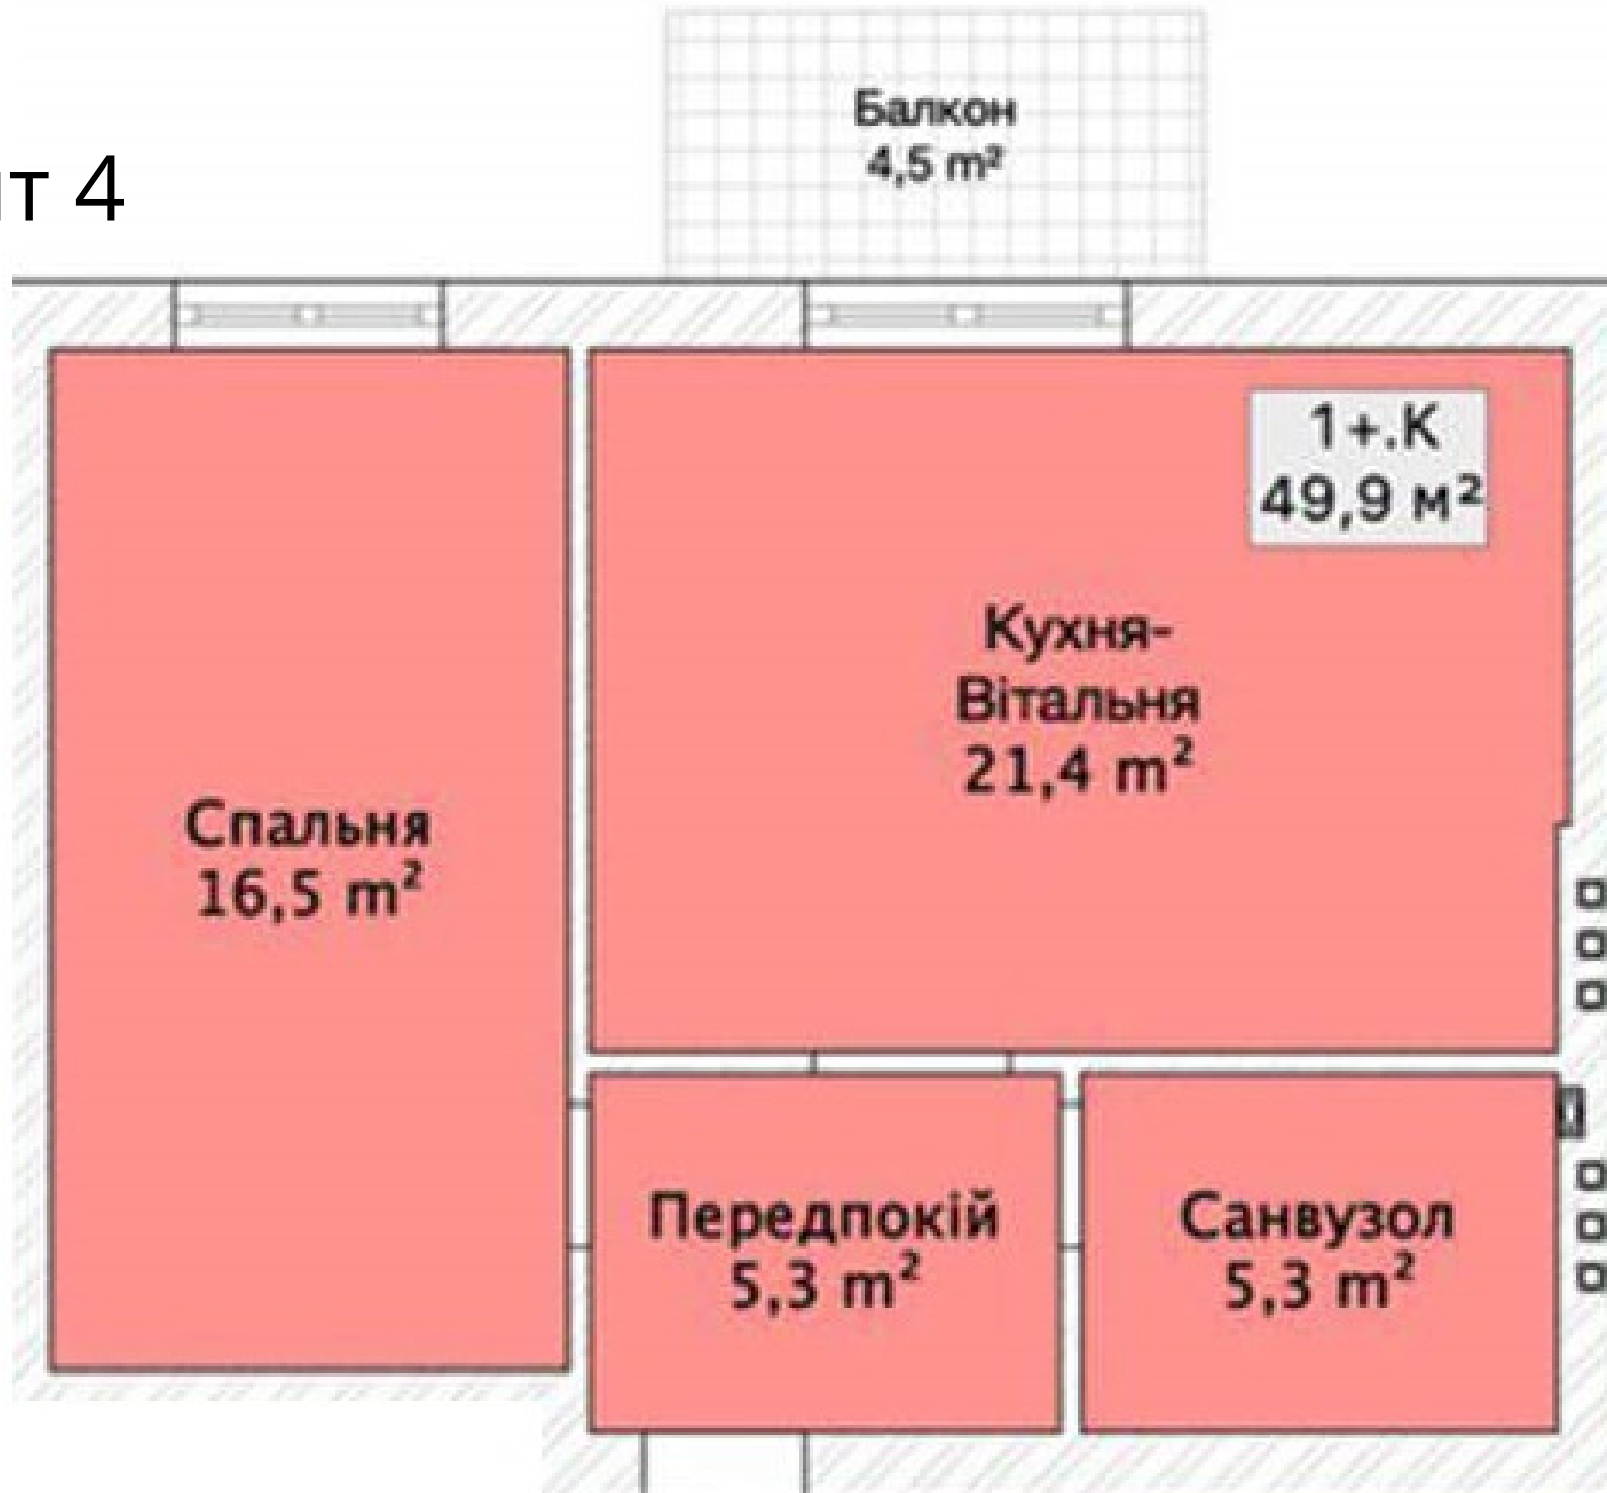 Балкон
4,5 m²
т 4
1+.К
49,9 м²
Кухня-
Вітальня
21,4 m²
Спальня
16,5 m²
Передпокій
5,3 m²
Санвузол
5,3 m²